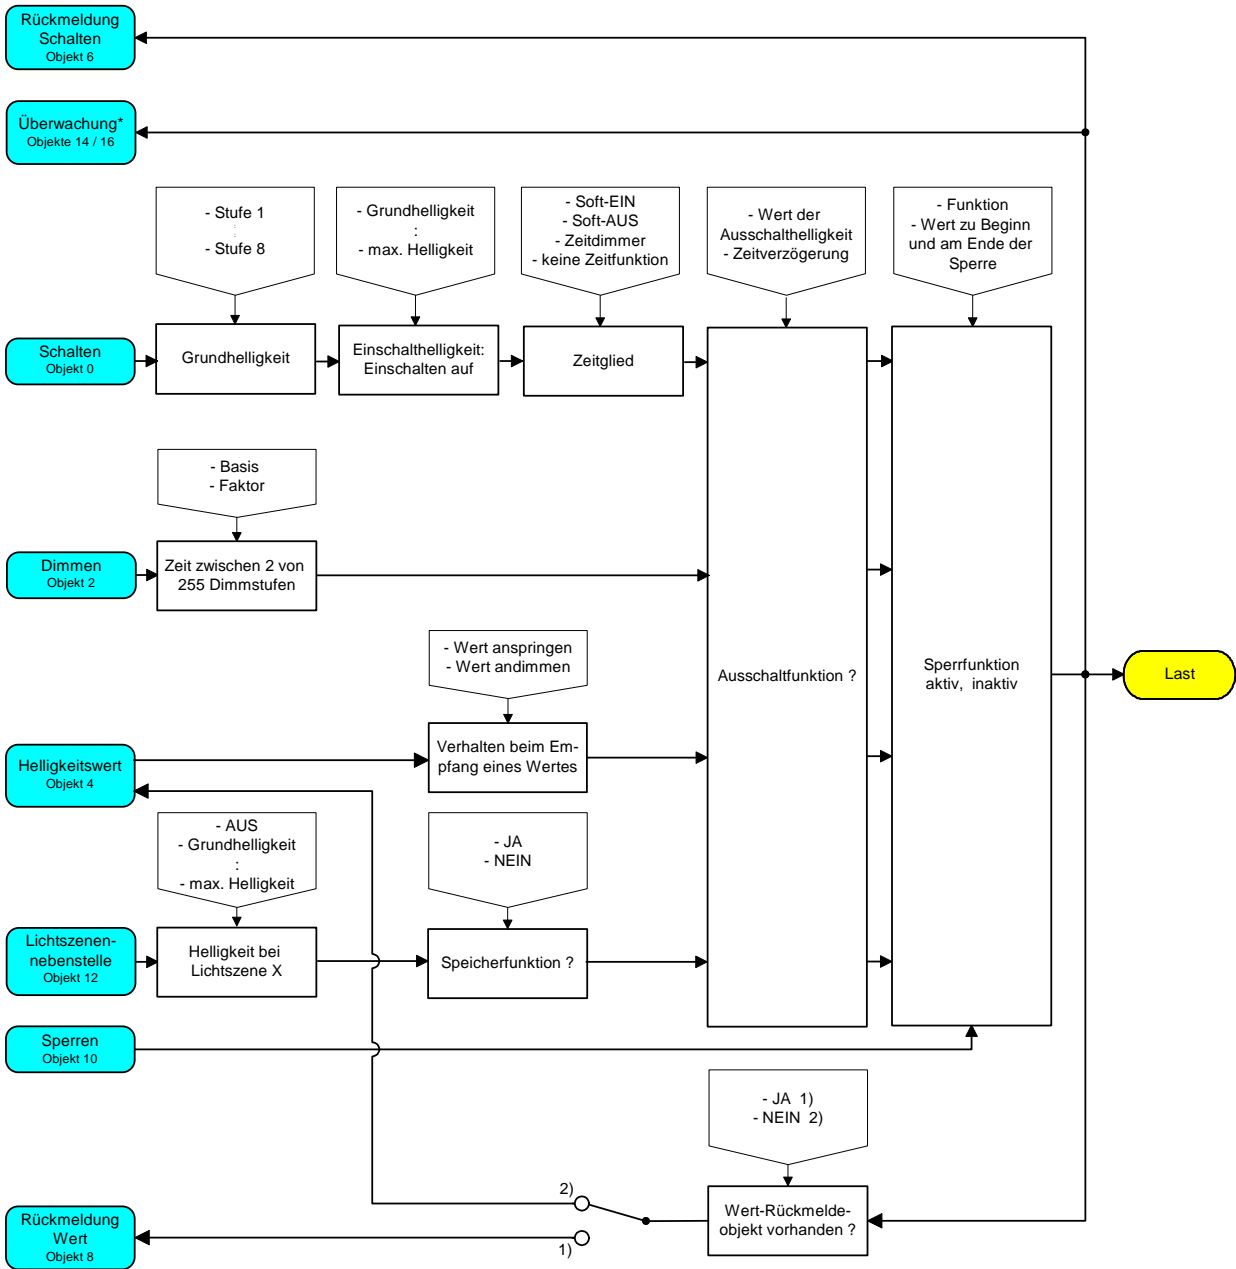 Rückmeldung
Schalten
Objekt 6
Überwachung*
Objekte 14 / 16
- Stufe 1
:
- Stufe 8
- Grundhelligkeit
:
- max. Helligkeit
- Soft-EIN
- Soft-AUS
- Zeitdimmer
- keine Zeitfunktion
- Wert der
Ausschalthelligkeit
- Zeitverzögerung
- Funktion
- Wert zu Beginn
und am Ende der
Sperre
Schalten
Objekt 0
Grundhelligkeit
Einschalthelligkeit:
Einschalten auf
Zeitglied
- Basis
- Faktor
Dimmen
Objekt 2
Zeit zwischen 2 von
255 Dimmstufen
- Wert anspringen
- Wert andimmen
Ausschaltfunktion ?
Sperrfunktion
aktiv, inaktiv
Last
Helligkeitswert
Objekt 4
Verhalten beim Em-
pfang eines Wertes
- AUS
- Grundhelligkeit
:
- max. Helligkeit
- JA
- NEIN
Lichtszenen-
nebenstelle
Objekt 12
Helligkeit bei
Lichtszene X
Speicherfunktion ?
Sperren
Objekt 10
- JA 1)
- NEIN 2)
2)
1)
Wert-Rückmelde-
objekt vorhanden ?
Rückmeldung
Wert
Objekt 8